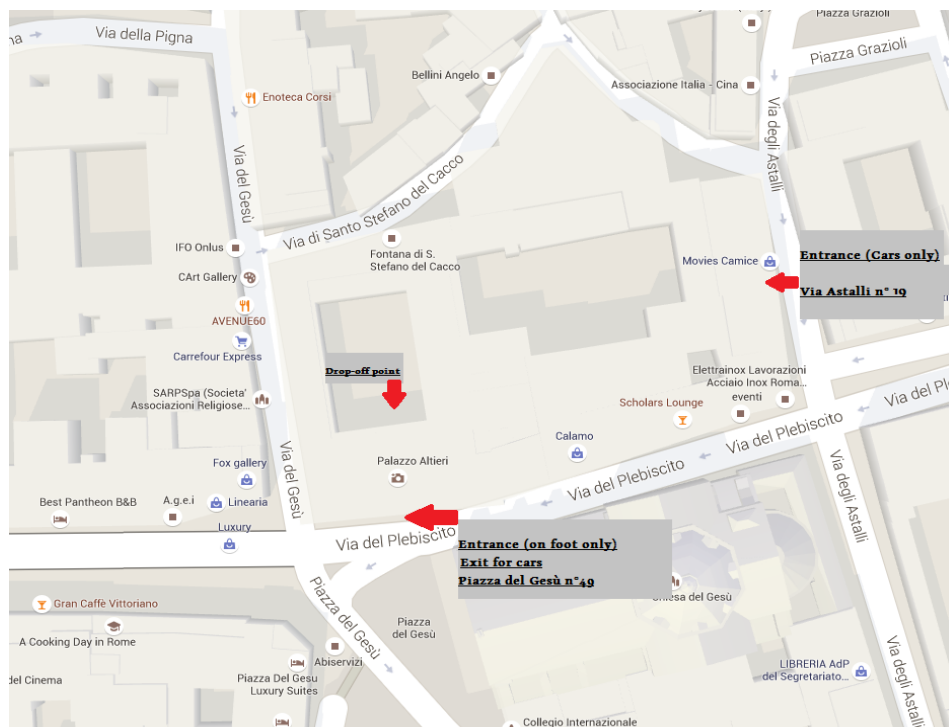 Piazza Grazioli
na
Via della Pigna
Piazza Grazioli
Bellini Angelo
Associazione Italia - Cina
Enoteca Corsi
Via degli Astalli
Via del Gesù
Via di Santo Stefano del Cacco
IFO Onlus
Fontana di S.
Stefano del Cacco
Movies Camice
Entrance (Cars only)
Via Astalli n° 19
CArt Gallery
AVENUE60
Carrefour Express
Drop-off point
SARPSpa (Societa'
Associazioni Religiose...
Elettrainox Lavorazioni
Acciaio Inox Roma...
eventi
Scholars Lounge
Via del Pl
Via del Plebiscito
Calamo
Via del Plebiscito
Via del Gesù
Fox gallery
Palazzo Altieri
Via degli Astalli
Best Pantheon B&B
A.g.e.i
Linearia
Luxury
Via del Plebiscito
Entrance (on foot only)
Exit for cars
Piazza del Gesù n°49
Chiesa del Gesù
Gran Caffè Vittoriano
Piazza del Gesù
Piazza
del Gesù
A Cooking Day in Rome
Abiservizi
LIBRERIA AdP
del Segretariato...
del Cinema
Piazza Del Gesu
Luxury Suites
Collegio Internazionale